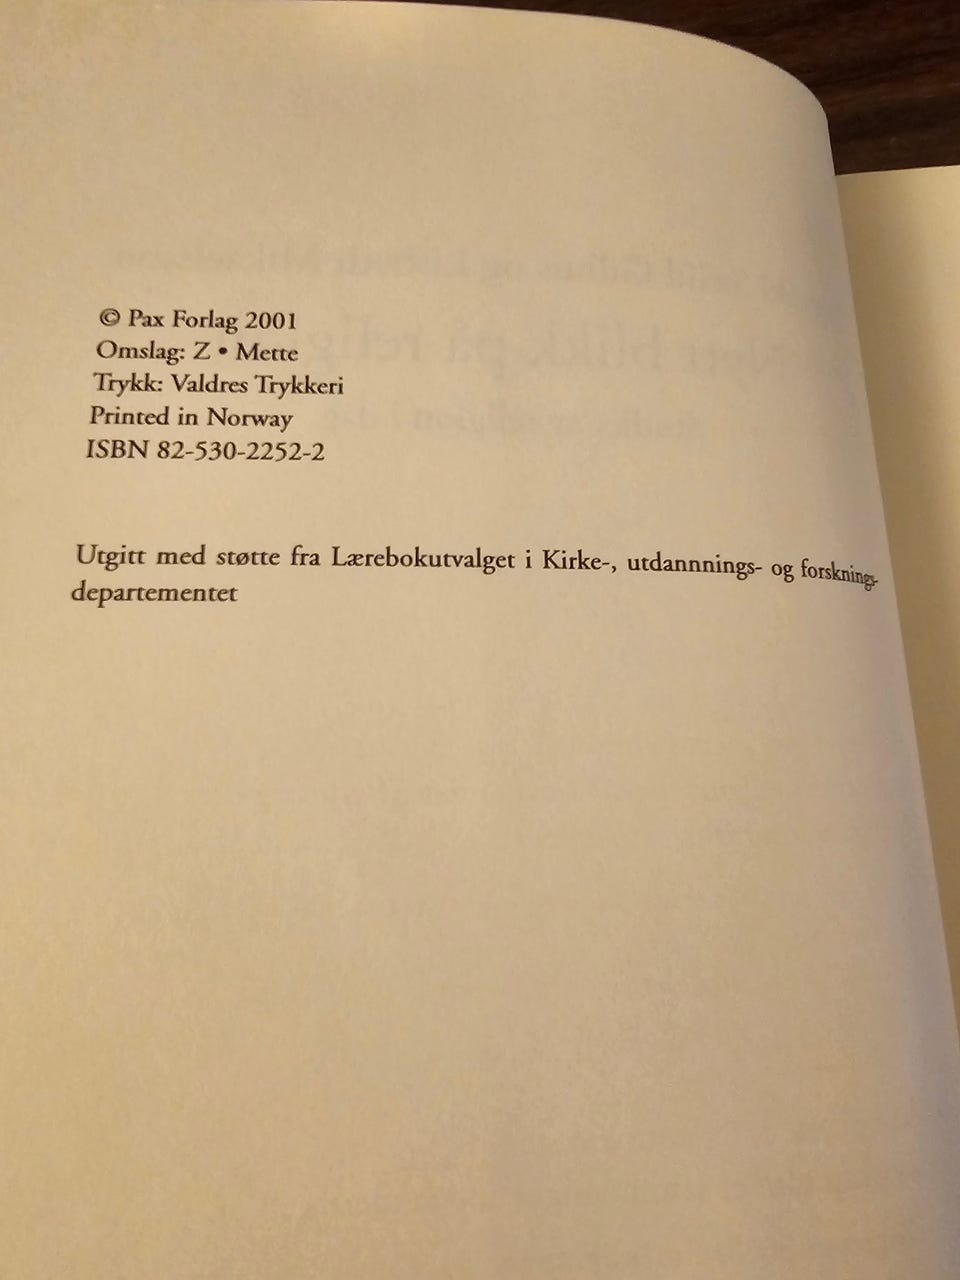 © Pax Forlag 2001
Omslag: Z • Mette
Trykk: Valdres Trykkeri
Printed in Norway
ISBN 82-530-2252-2
Utgitt med støtte fra Lærebokutvalget i Kirke-, utdannnings- og forsknings-
departementet